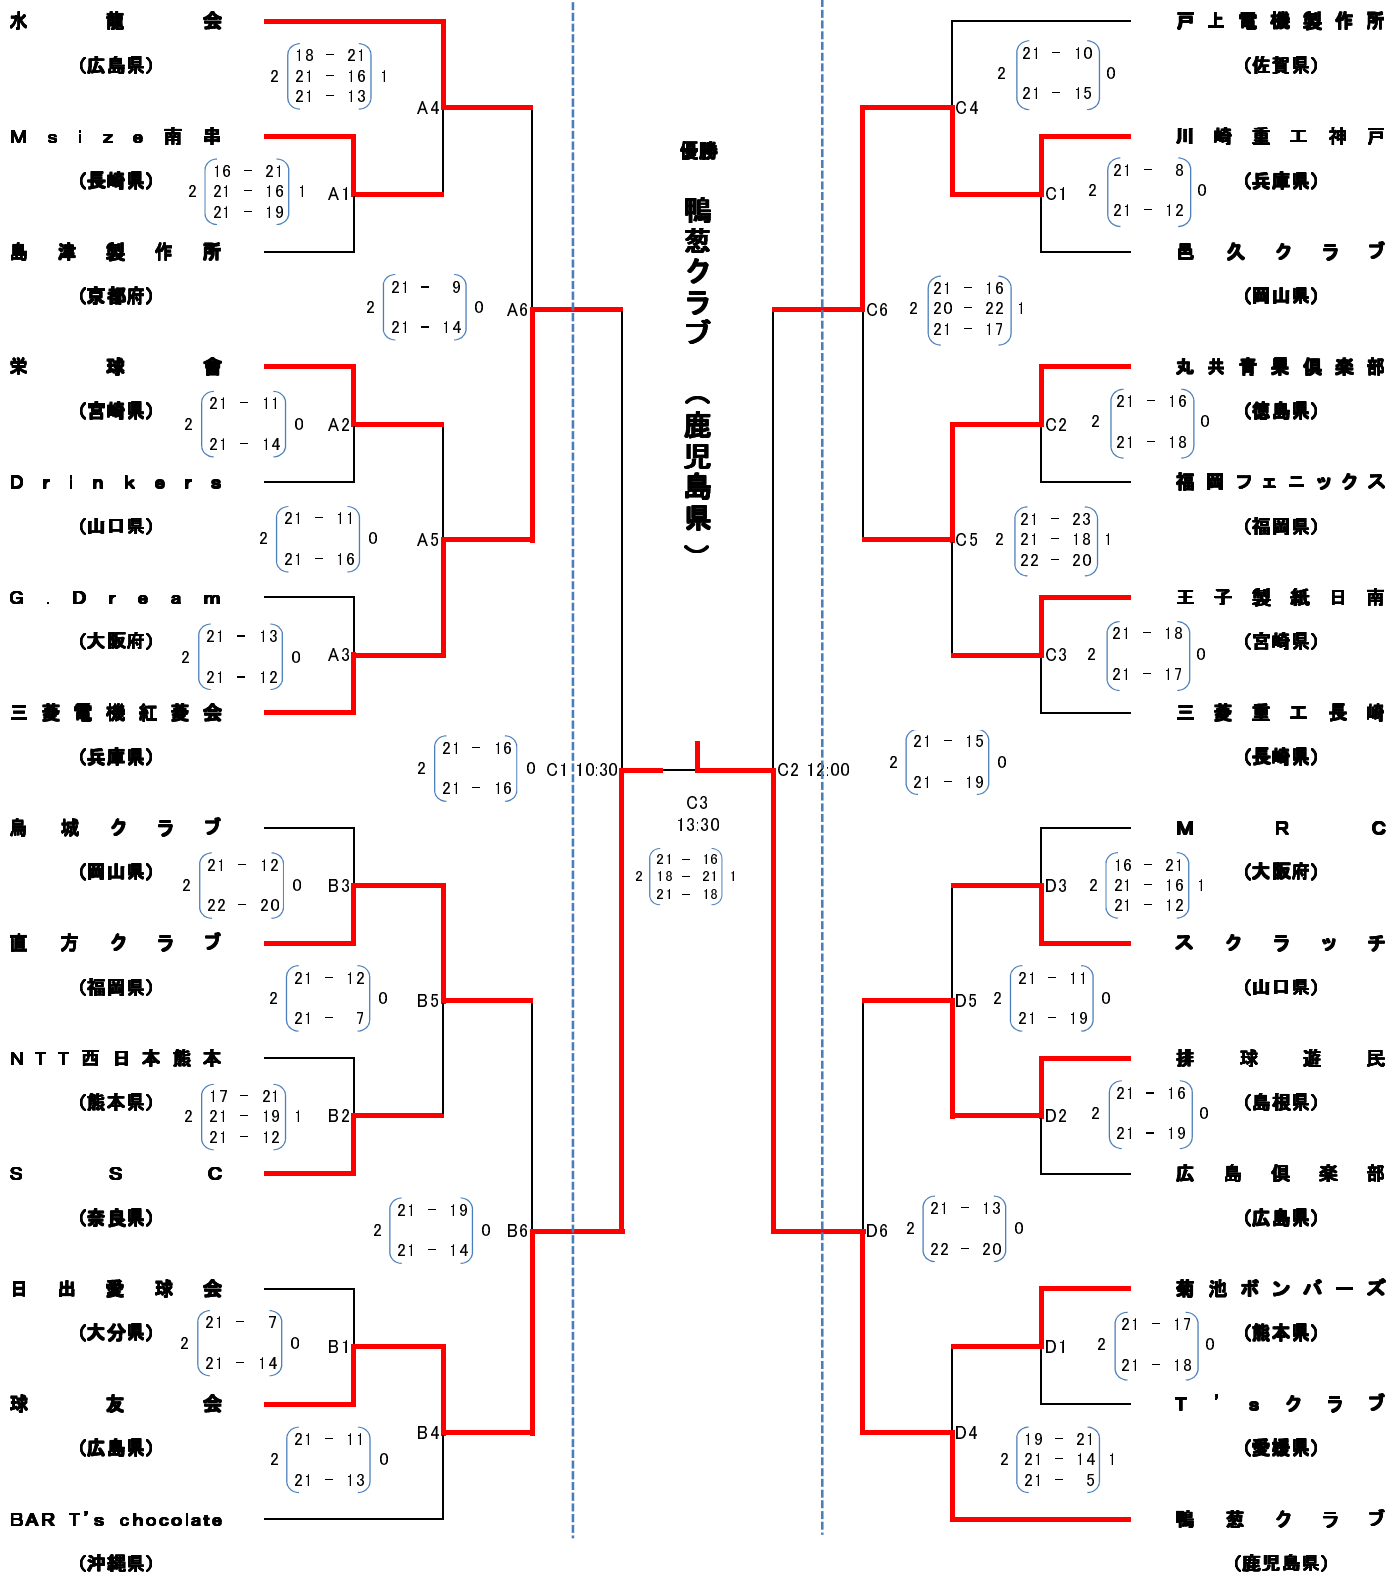 水龍会
(広島県)
18 - 21
2 21 - 16 1
21 - 13
A4
Msize南串
(長崎県)
16 - 21
2 21 - 16 1
21 - 19
A1
島津製作所
(京都府)
21 - 9
2 0
21 - 14
A6
栄球會
(宮崎県)
21 - 11
2 0
21 - 14
A2
Drinkers
(山口県)
21 - 11
2 0
21 - 16
A5
G.Dream
(大阪府)
21 - 13
2 0
21 - 12
A3
三菱電機紅菱会
(兵庫県)
21 - 16
2 0
21 - 16
C1 10:30
烏城クラブ
(岡山県)
21 - 12
2 0
22 - 20
B3
直方クラブ
(福岡県)
21 - 12
2 0
21 - 7
B5
NTT西日本熊本
(熊本県)
17 - 21
2 21 - 19 1
21 - 12
B2
SSC
(奈良県)
21 - 19
2 0
21 - 14
B6
日出愛球会
(大分県)
21 - 7
2 0
21 - 14
B1
球友会
(広島県)
21 - 11
2 0
21 - 13
B4
BAR T's chocolate
(沖縄県)
優勝
鴨葱クラブ (鹿児島県)
C3
13:30
21 - 16
2 18 - 21 1
21 - 18
戸上電機製作所
(佐賀県)
21 - 10
2 0
21 - 15
C4
川崎重工神戸
(兵庫県)
21 - 8
2 0
21 - 12
C1
邑久クラブ
(岡山県)
21 - 16
C6 2 20 - 22 1
21 - 17
丸共青果倶楽部
(徳島県)
21 - 16
C2 2 0
21 - 18
福岡フェニックス
(福岡県)
21 - 23
C5 2 21 - 18 1
22 - 20
王子製紙日南
(宮崎県)
21 - 18
C3 2 0
21 - 17
三菱重工長崎
(長崎県)
21 - 15
C2 12:00 2 0
21 - 19
MRC
(大阪府)
16 - 21
D3 2 21 - 16 1
21 - 12
スクラッチ
(山口県)
21 - 11
D5 2 0
21 - 19
排球遊民
(島根県)
21 - 16
D2 2 0
21 - 19
広島倶楽部
(広島県)
21 - 13
D6 2 0
22 - 20
菊池ボンバーズ
(熊本県)
21 - 17
D1 2 0
21 - 18
T'sクラブ
(愛媛県)
19 - 21
D4 2 21 - 14 1
21 - 5
鴨葱クラブ
(鹿児島県)